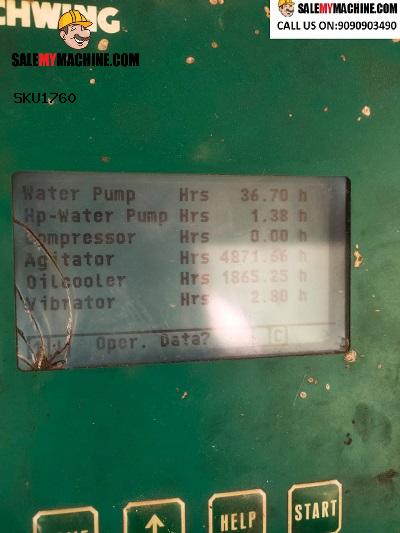 CHWING
SALEMYMACHINE.COM
CALL US ON:9090903490
SALEMYMACHINE.COM
SKU1760
Water Pump Hrs 36.70 h
Hp-Water Pump Hrs 1.38 h
Compressor Hrs 0.00 h
Agitator Hrs 4871.66 h
Oilcooler Hrs 1865.25 h
Vibrator Hrs 2.80 h
Oper. Data? C
HELP
START